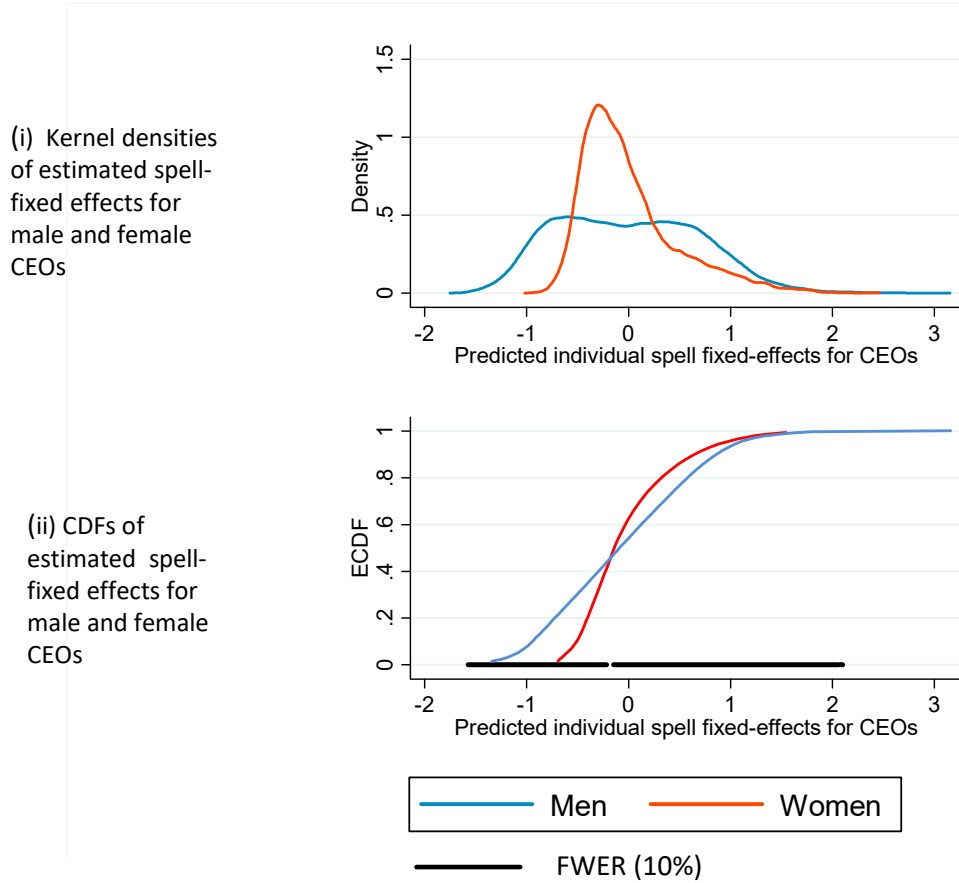 (i) Kernel densities
of estimated spell-
fixed effects for
male and female
CEOs
Density
1.5
1
.5
0
-2 -1 0 1 2 3
Predicted individual spell fixed-effects for CEOs
(ii) CDFs of
estimated spell-
fixed effects for
male and female
CEOs
ECDF
1
.8
.6
.4
.2
0
-2 -1 0 1 2 3
Predicted individual spell fixed-effects for CEOs
Men Women
FWER (10%)